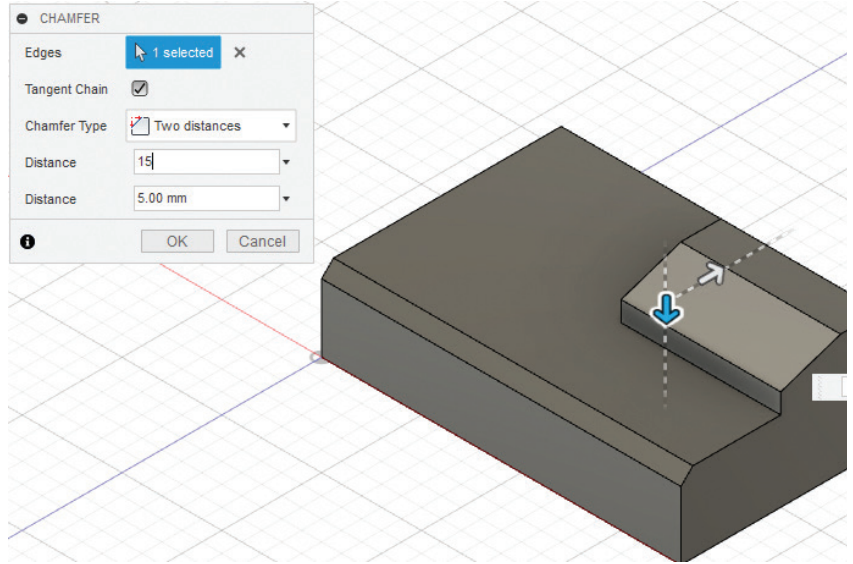 CHAMFER
Edges 1 selected
Tangent Chain
Chamfer Type Two distances
Distance 15
Distance 5.00 mm
OK Cancel